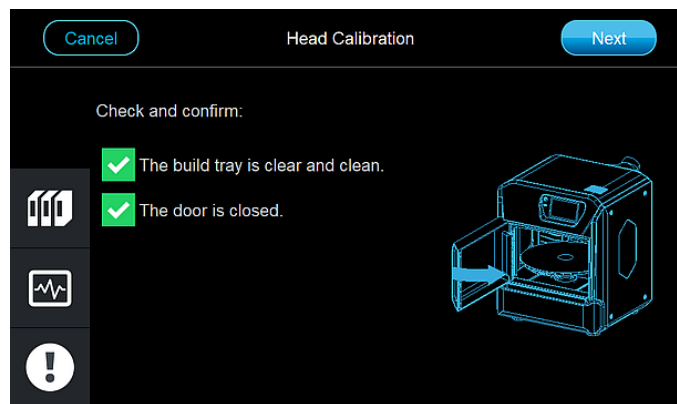 Cancel
Head Calibration
Next
Check and confirm:
The build tray is clear and clean.
The door is closed.